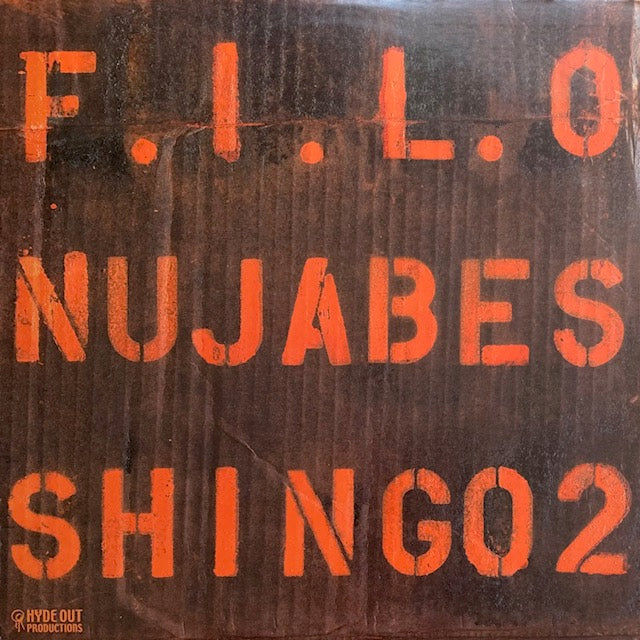 F.I.L.O
NUJABES
SHINGO2
HYDE OUT
PRODUCTIONS